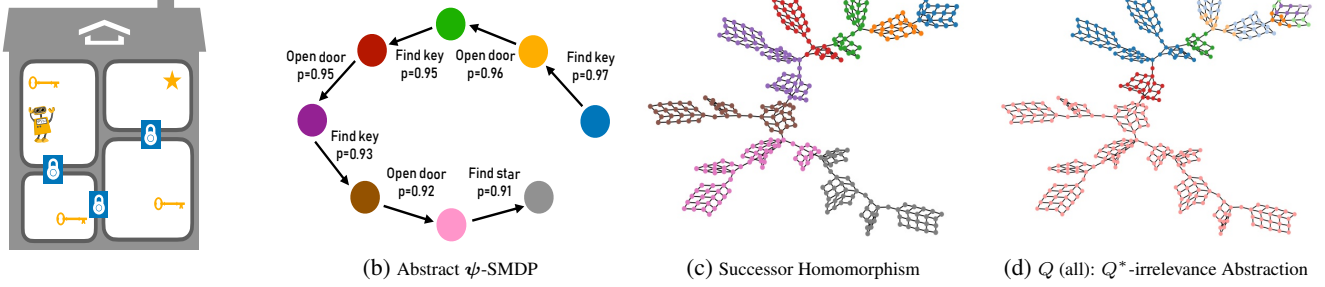 Open door
p=0.95
Find key
p=0.95
Open door
p=0.96
Find key
p=0.97
Find key
p=0.93
Open door
p=0.92
Find star
p=0.91
(b) Abstract ψ-SMDP
(c) Successor Homomorphism
(d) Q (all): Q*-irrelevance Abstraction